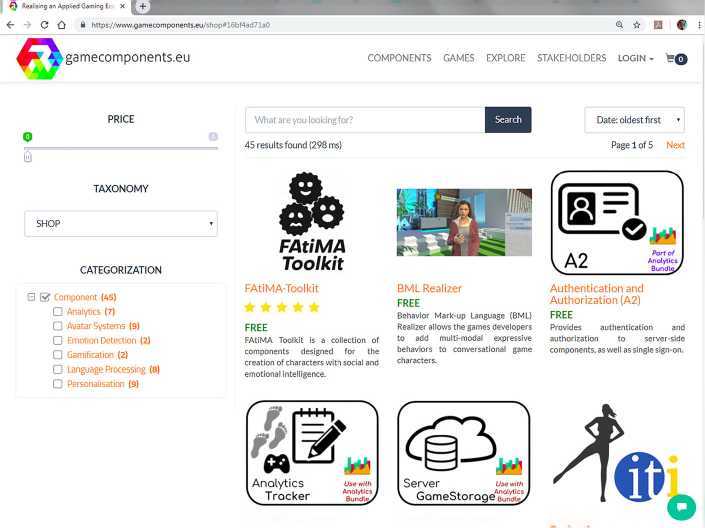 Realising an Applied Gaming Ec
https://www.gamecomponents.eu/shop#16bf4ad71a0
gamecomponents.eu
COMPONENTS GAMES EXPLORE STAKEHOLDERS LOGIN 0
PRICE
0
TAXONOMY
SHOP
CATEGORIZATION
Component (45)
Analytics (7)
Avatar Systems (9)
Emotion Detection (2)
Gamification (2)
Language Processing (8)
Personalisation (9)
What are you looking for?
Search
Date: oldest first
45 results found (298 ms)
Page 1 of 5 Next
FAtiMA
Toolkit
FAtiMA-Toolkit
FREE
FAtiMA Toolkit is a collection of
components designed for the
creation of characters with social and
emotional intelligence.
BML Realizer
FREE
Behavior Mark-up Language (BML)
Realizer allows the games developers
to add multi-modal expressive
behaviors to conversational game
characters.
A2
Part of
Analytics
Bundle
Authentication and
Authorization (A2)
FREE
Provides authentication and
authorization to server-side
components, as well as single sign-on.
Analytics
Tracker
Use with
Analytics
Bundle
Server
GameStorage
Use with
Analytics
Bundle
iti